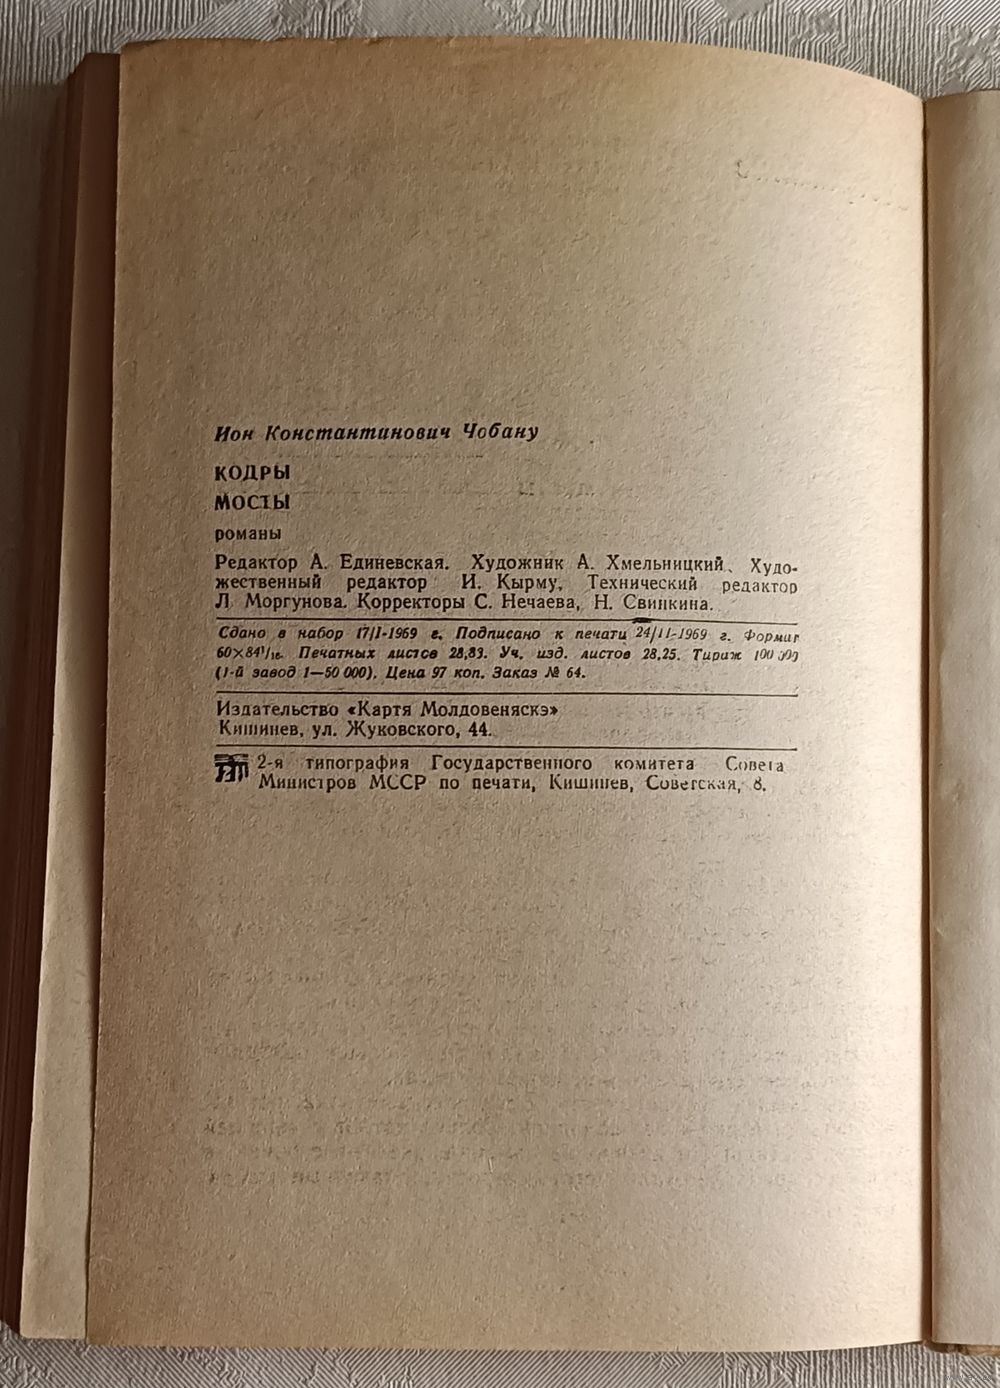 Ион Константинович Чобану
КОДРЫ
МОСТЫ
романы
Редактор А. Единевская. Художник А. Хмельницкий. Худо-
жественный редактор И. Кырму. Технический редактор
Л. Моргунова. Корректоры С. Нечаева, Н. Свинкина.
Сдано в набор 17/I-1969 г. Подписано к печати 24/II-1969 г. Формат
60×84¹/₁₆. Печатных листов 28,83. Уч. изд. листов 28,25. Тираж 100 000
(1-й завод 1—50 000). Цена 97 коп. Заказ № 64.
Издательство «Картя Молдовеняскэ»
Кишинев, ул. Жуковского, 44.
2-я типография Государственного комитета Совета
Министров МССР по печати, Кишинев, Советская, 8.